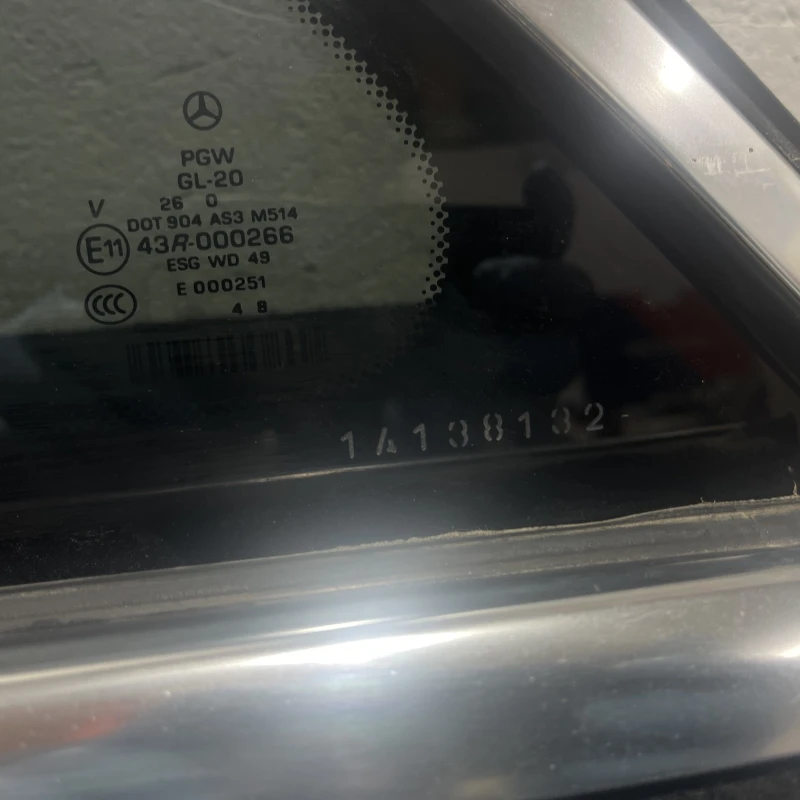 PGW
GL-20
V 26 0
DOT 904 AS3 M514
E11 43R-000266
ESG WD 49
CCC E 000251
4 8
1A138132